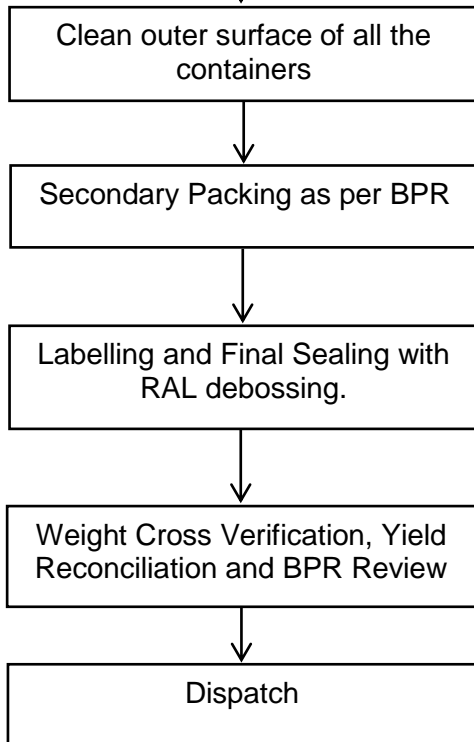 Clean outer surface of all the
containers
Secondary Packing as per BPR
Labelling and Final Sealing with
RAL debossing.
Weight Cross Verification, Yield
Reconciliation and BPR Review
Dispatch